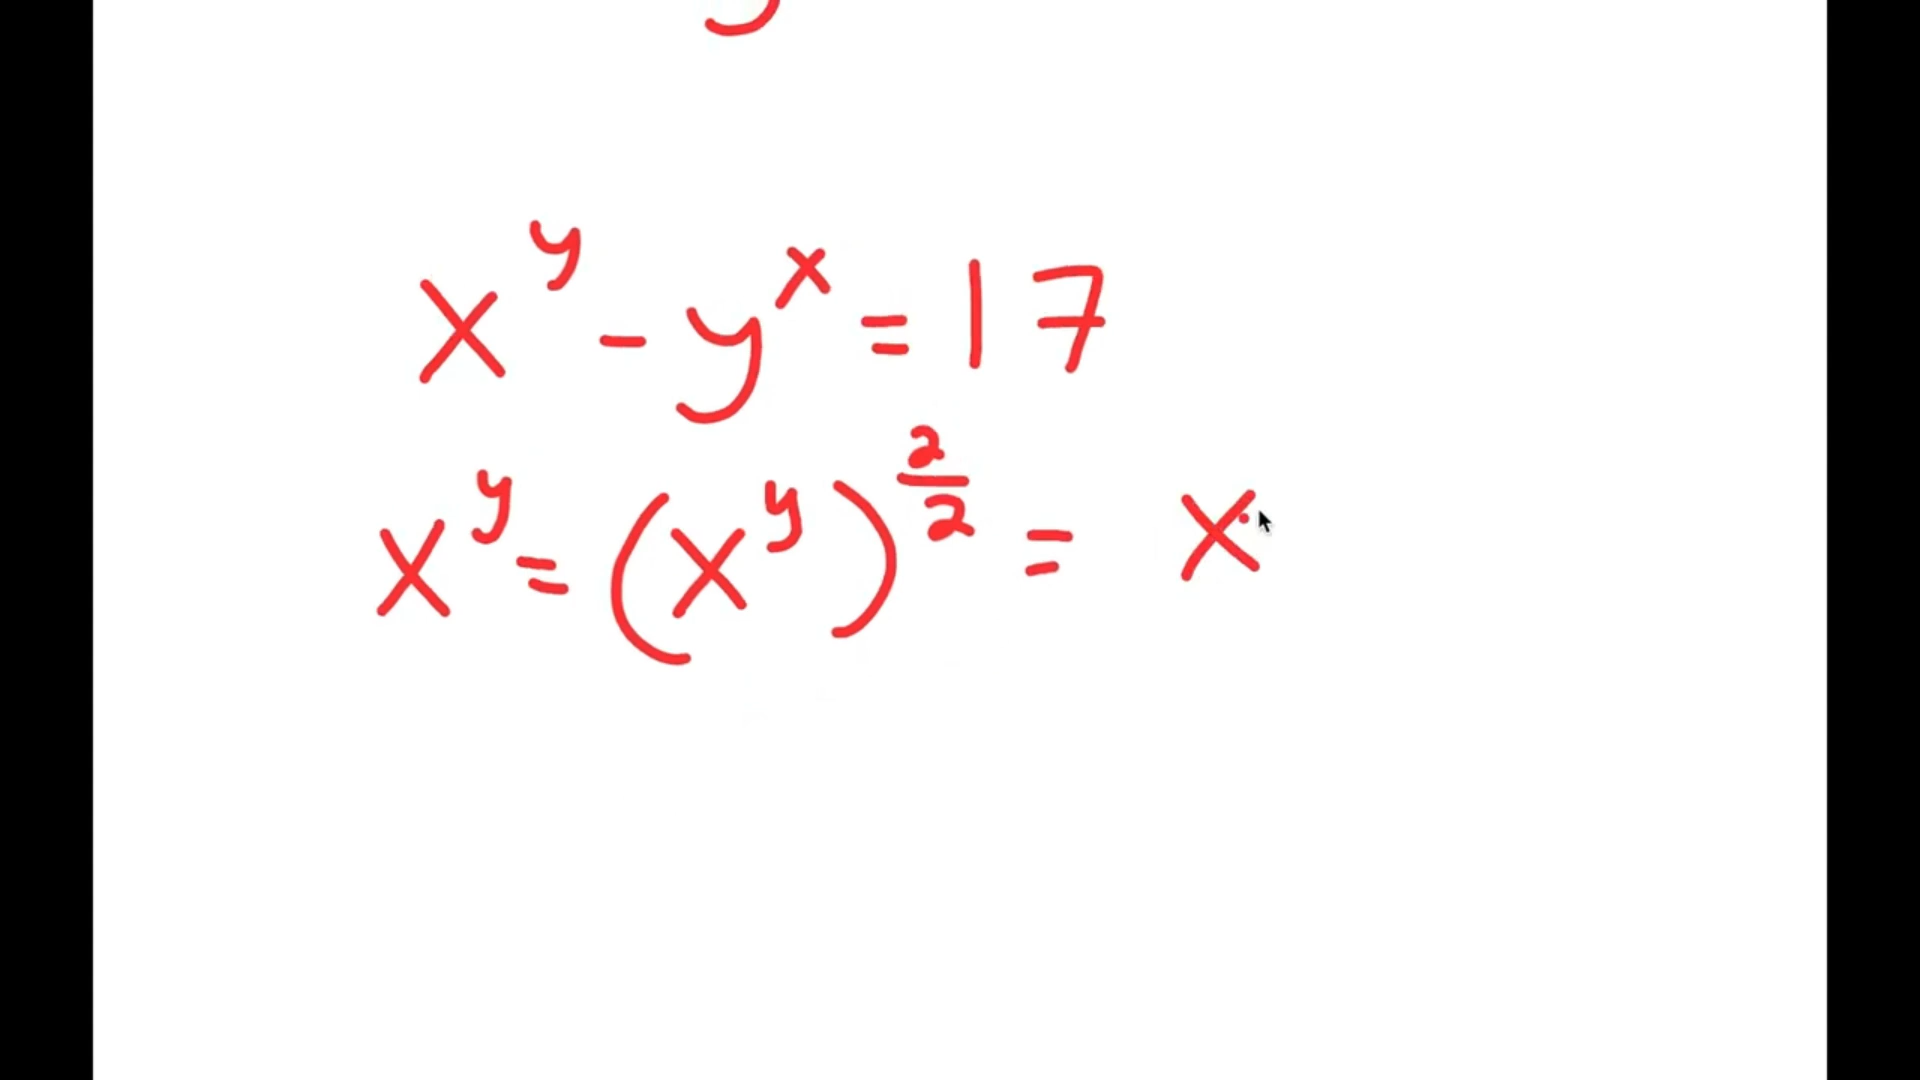 x^y - y^x = 17
x^y = (x^y)^(2/2) = x